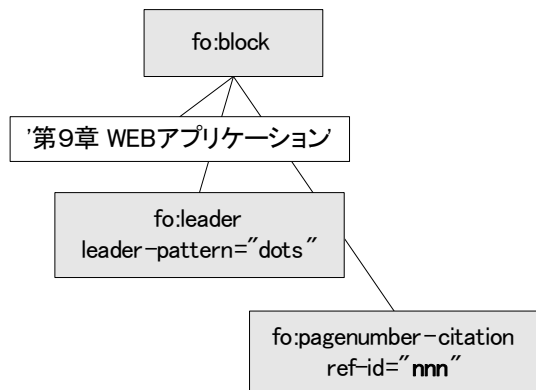 fo:block
'第9章 WEBアプリケーション'
fo:leader
leader-pattern="dots"
fo:pagenumber-citation
ref-id="nnn"